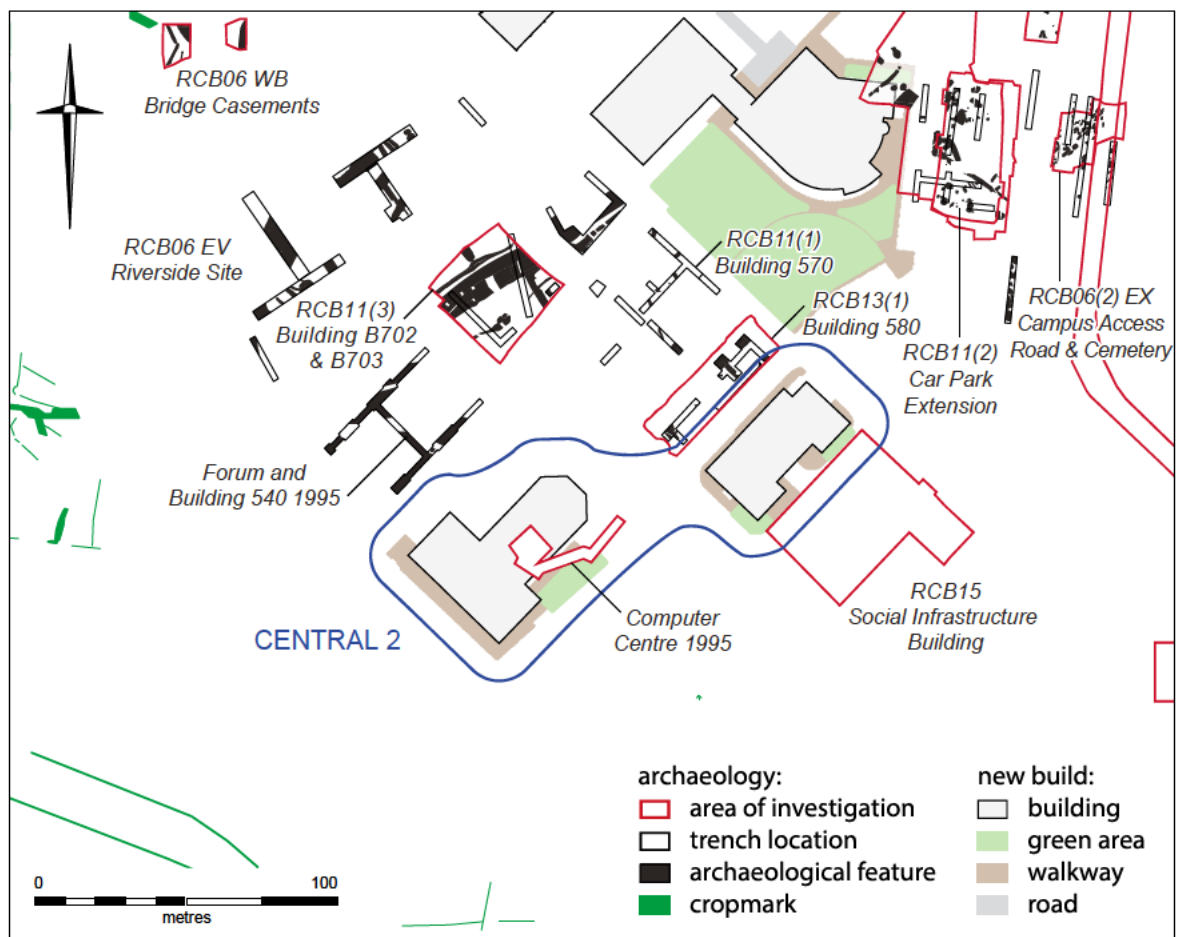 RCB06 WB
Bridge Casements
RCB06 EV
Riverside Site
RCB11(3)
Building B702
& B703
RCB11(1)
Building 570
RCB13(1)
Building 580
RCB11(2)
Car Park
Extension
RCB06(2) EX
Campus Access
Road & Cemetery
Forum and
Building 540 1995
CENTRAL 2
Computer
Centre 1995
RCB15
Social Infrastructure
Building
archaeology:
area of investigation
trench location
archaeological feature
cropmark
new build:
building
green area
walkway
road
0 100
metres